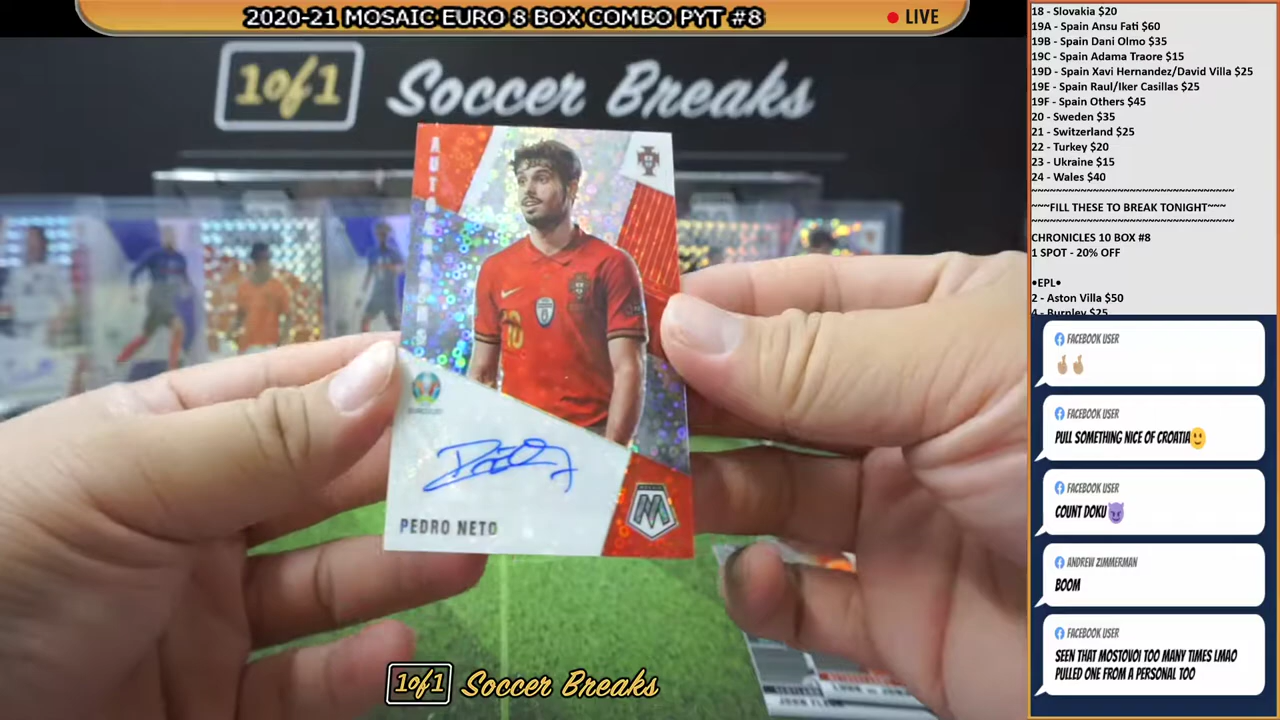 2020-21 MOSAIC EURO 8 BOX COMBO PYT #8
LIVE
1of1 Soccer Breaks
AUTOGRAPHS
10
PEDRO NETO
MOSAIC
1of1 Soccer Breaks
18 - Slovakia $20
19A - Spain Ansu Fati $60
19B - Spain Dani Olmo $35
19C - Spain Adama Traore $15
19D - Spain Xavi Hernandez/David Villa $25
19E - Spain Raul/Iker Casillas $25
19F - Spain Others $45
20 - Sweden $35
21 - Switzerland $25
22 - Turkey $20
23 - Ukraine $15
24 - Wales $40
~~~~~~~~~~~~~~~~~~~~~~~~~~~~~~~~~~
~~~FILL THESE TO BREAK TONIGHT~~~
~~~~~~~~~~~~~~~~~~~~~~~~~~~~~~~~~~
CHRONICLES 10 BOX #8
1 SPOT - 20% OFF
•EPL•
2 - Aston Villa $50
4 - Burnley $25
FACEBOOK USER
FACEBOOK USER
PULL SOMETHING NICE OF CROATIA😉
FACEBOOK USER
COUNT DOKU😈
ANDREW ZIMMERMAN
BOOM
FACEBOOK USER
SEEN THAT MOSTOVOI TOO MANY TIMES LMAO
PULLED ONE FROM A PERSONAL TOO